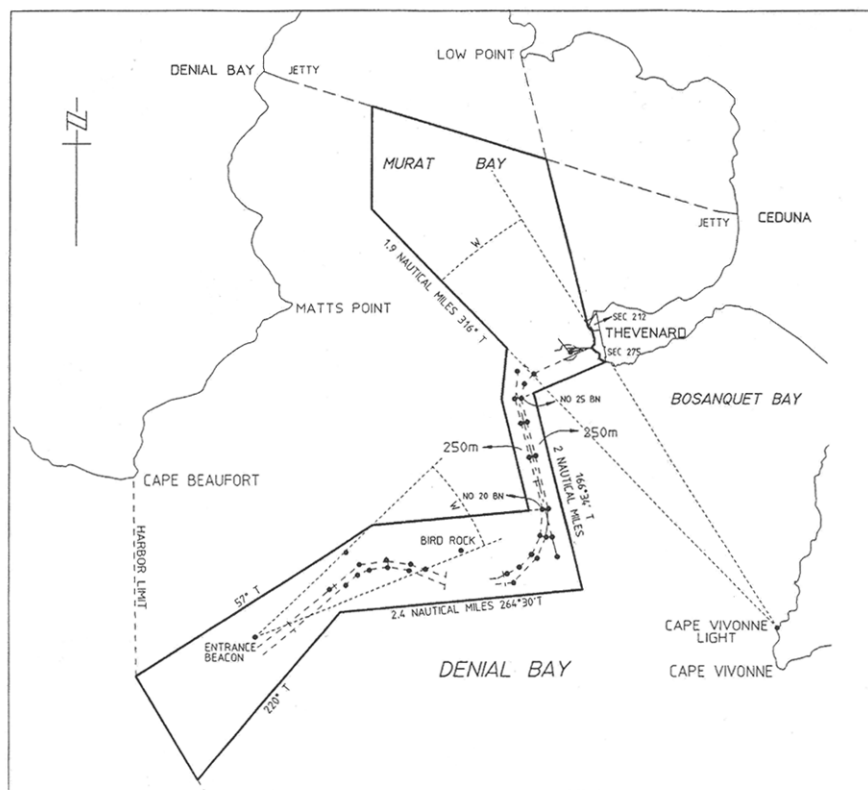 LOW POINT
DENIAL BAY
JETTY
N
MURAT BAY
JETTY
CEDUNA
W
1.9 NAUTICAL MILES 316° T
MATTS POINT
SEC 212
THEVENARD
SEC 275
NO 25 BN
BOSANQUET BAY
250m
250m
166°34' T
2 NAUTICAL MILES
CAPE BEAUFORT
NO 20 BN
W
HARBOR LIMIT
BIRD ROCK
57° T
2.4 NAUTICAL MILES 264°30'T
ENTRANCE
BEACON
CAPE VIVONNE
LIGHT
DENIAL BAY
CAPE VIVONNE
220° T